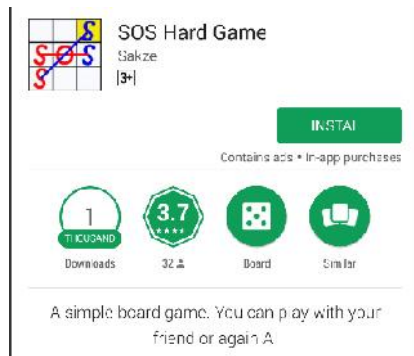 SOS Hard Game
Sakze
3+
INSTAL
Contains ads • In-app purchases
1
THOUSAND
Downloads
3.7
32
Board
Similar
A simple board game. You can play with your
friend or again A